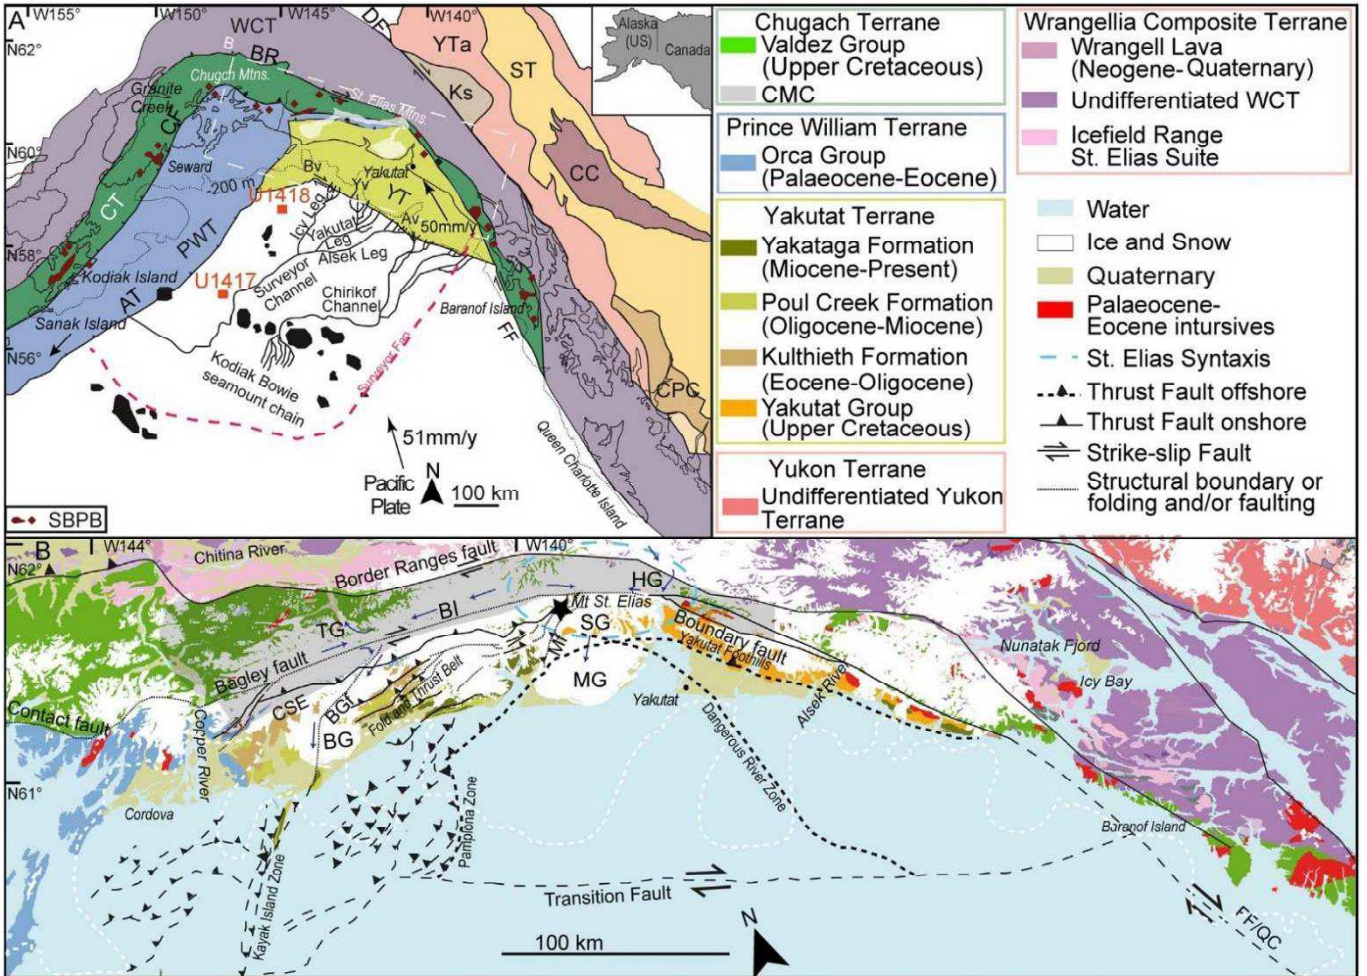 A
W155°
W150°
W145°
W140°
N62°
N60°
N58°
N56°
WCT
DF
B
BR
Chugch Mtns.
Granite
Creek
CF
St. Elias Mtns.
YTa
Ks
ST
CC
CPC
Alaska
(US)
Canada
Seward
-200 m
U1418
U1417
Bv
Yv
Av
Yakutat
YT
50mm/y
CT
PWT
AT
Kodiak Island
Sanak Island
Icy Leg
Yakutat
Leg
Alsek Leg
Surveyor
Channel
Chirikof
Channel
Baranof Island
FF
Kodiak Bowie
seamount chain
Surveyor Fan
51mm/y
Pacific
Plate
N
100 km
Queen Charlotte Island
SBPB
Chugach Terrane
Valdez Group
(Upper Cretaceous)
CMC
Prince William Terrane
Orca Group
(Palaeocene-Eocene)
Yakutat Terrane
Yakataga Formation
(Miocene-Present)
Poul Creek Formation
(Oligocene-Miocene)
Kulthieth Formation
(Eocene-Oligocene)
Yakutat Group
(Upper Cretaceous)
Yukon Terrane
Undifferentiated Yukon
Terrane
Wrangellia Composite Terrane
Wrangell Lava
(Neogene-Quaternary)
Undifferentiated WCT
Icefield Range
St. Elias Suite
Water
Ice and Snow
Quaternary
Palaeocene-
Eocene intursives
St. Elias Syntaxis
Thrust Fault offshore
Thrust Fault onshore
Strike-slip Fault
Structural boundary or
folding and/or faulting
B
W144°
W140°
N62°
N61°
Chitina River
Border Ranges fault
HG
BI
TG
Mt St. Elias
SG
Boundary fault
Yakutat Foothills
Bagley fault
Fold and Thrust Belt
MG
CSE
BGt
BG
Contact fault
Copper River
Cordova
Yakutat
Dangerous River Zone
Alsek River
Pamplona Zone
Kayak Island Zone
Transition Fault
Nunatak Fjord
Icy Bay
Baranof Island
FF/QC
N
100 km